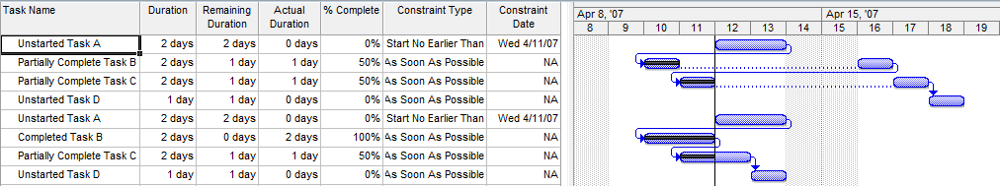 Task Name Duration Remaining Duration Actual Duration % Complete Constraint Type Constraint Date Apr 8, '07 Apr 15, '07
8 9 10 11 12 13 14 15 16 17 18 19
Unstarted Task A 2 days 2 days 0 days 0% Start No Earlier Than Wed 4/11/07
Partially Complete Task B 2 days 1 day 1 day 50% As Soon As Possible NA
Partially Complete Task C 2 days 1 day 1 day 50% As Soon As Possible NA
Unstarted Task D 1 day 1 day 0 days 0% As Soon As Possible NA
Unstarted Task A 2 days 2 days 0 days 0% Start No Earlier Than Wed 4/11/07
Completed Task B 2 days 0 days 2 days 100% As Soon As Possible NA
Partially Complete Task C 2 days 1 day 1 day 50% As Soon As Possible NA
Unstarted Task D 1 day 1 day 0 days 0% As Soon As Possible NA